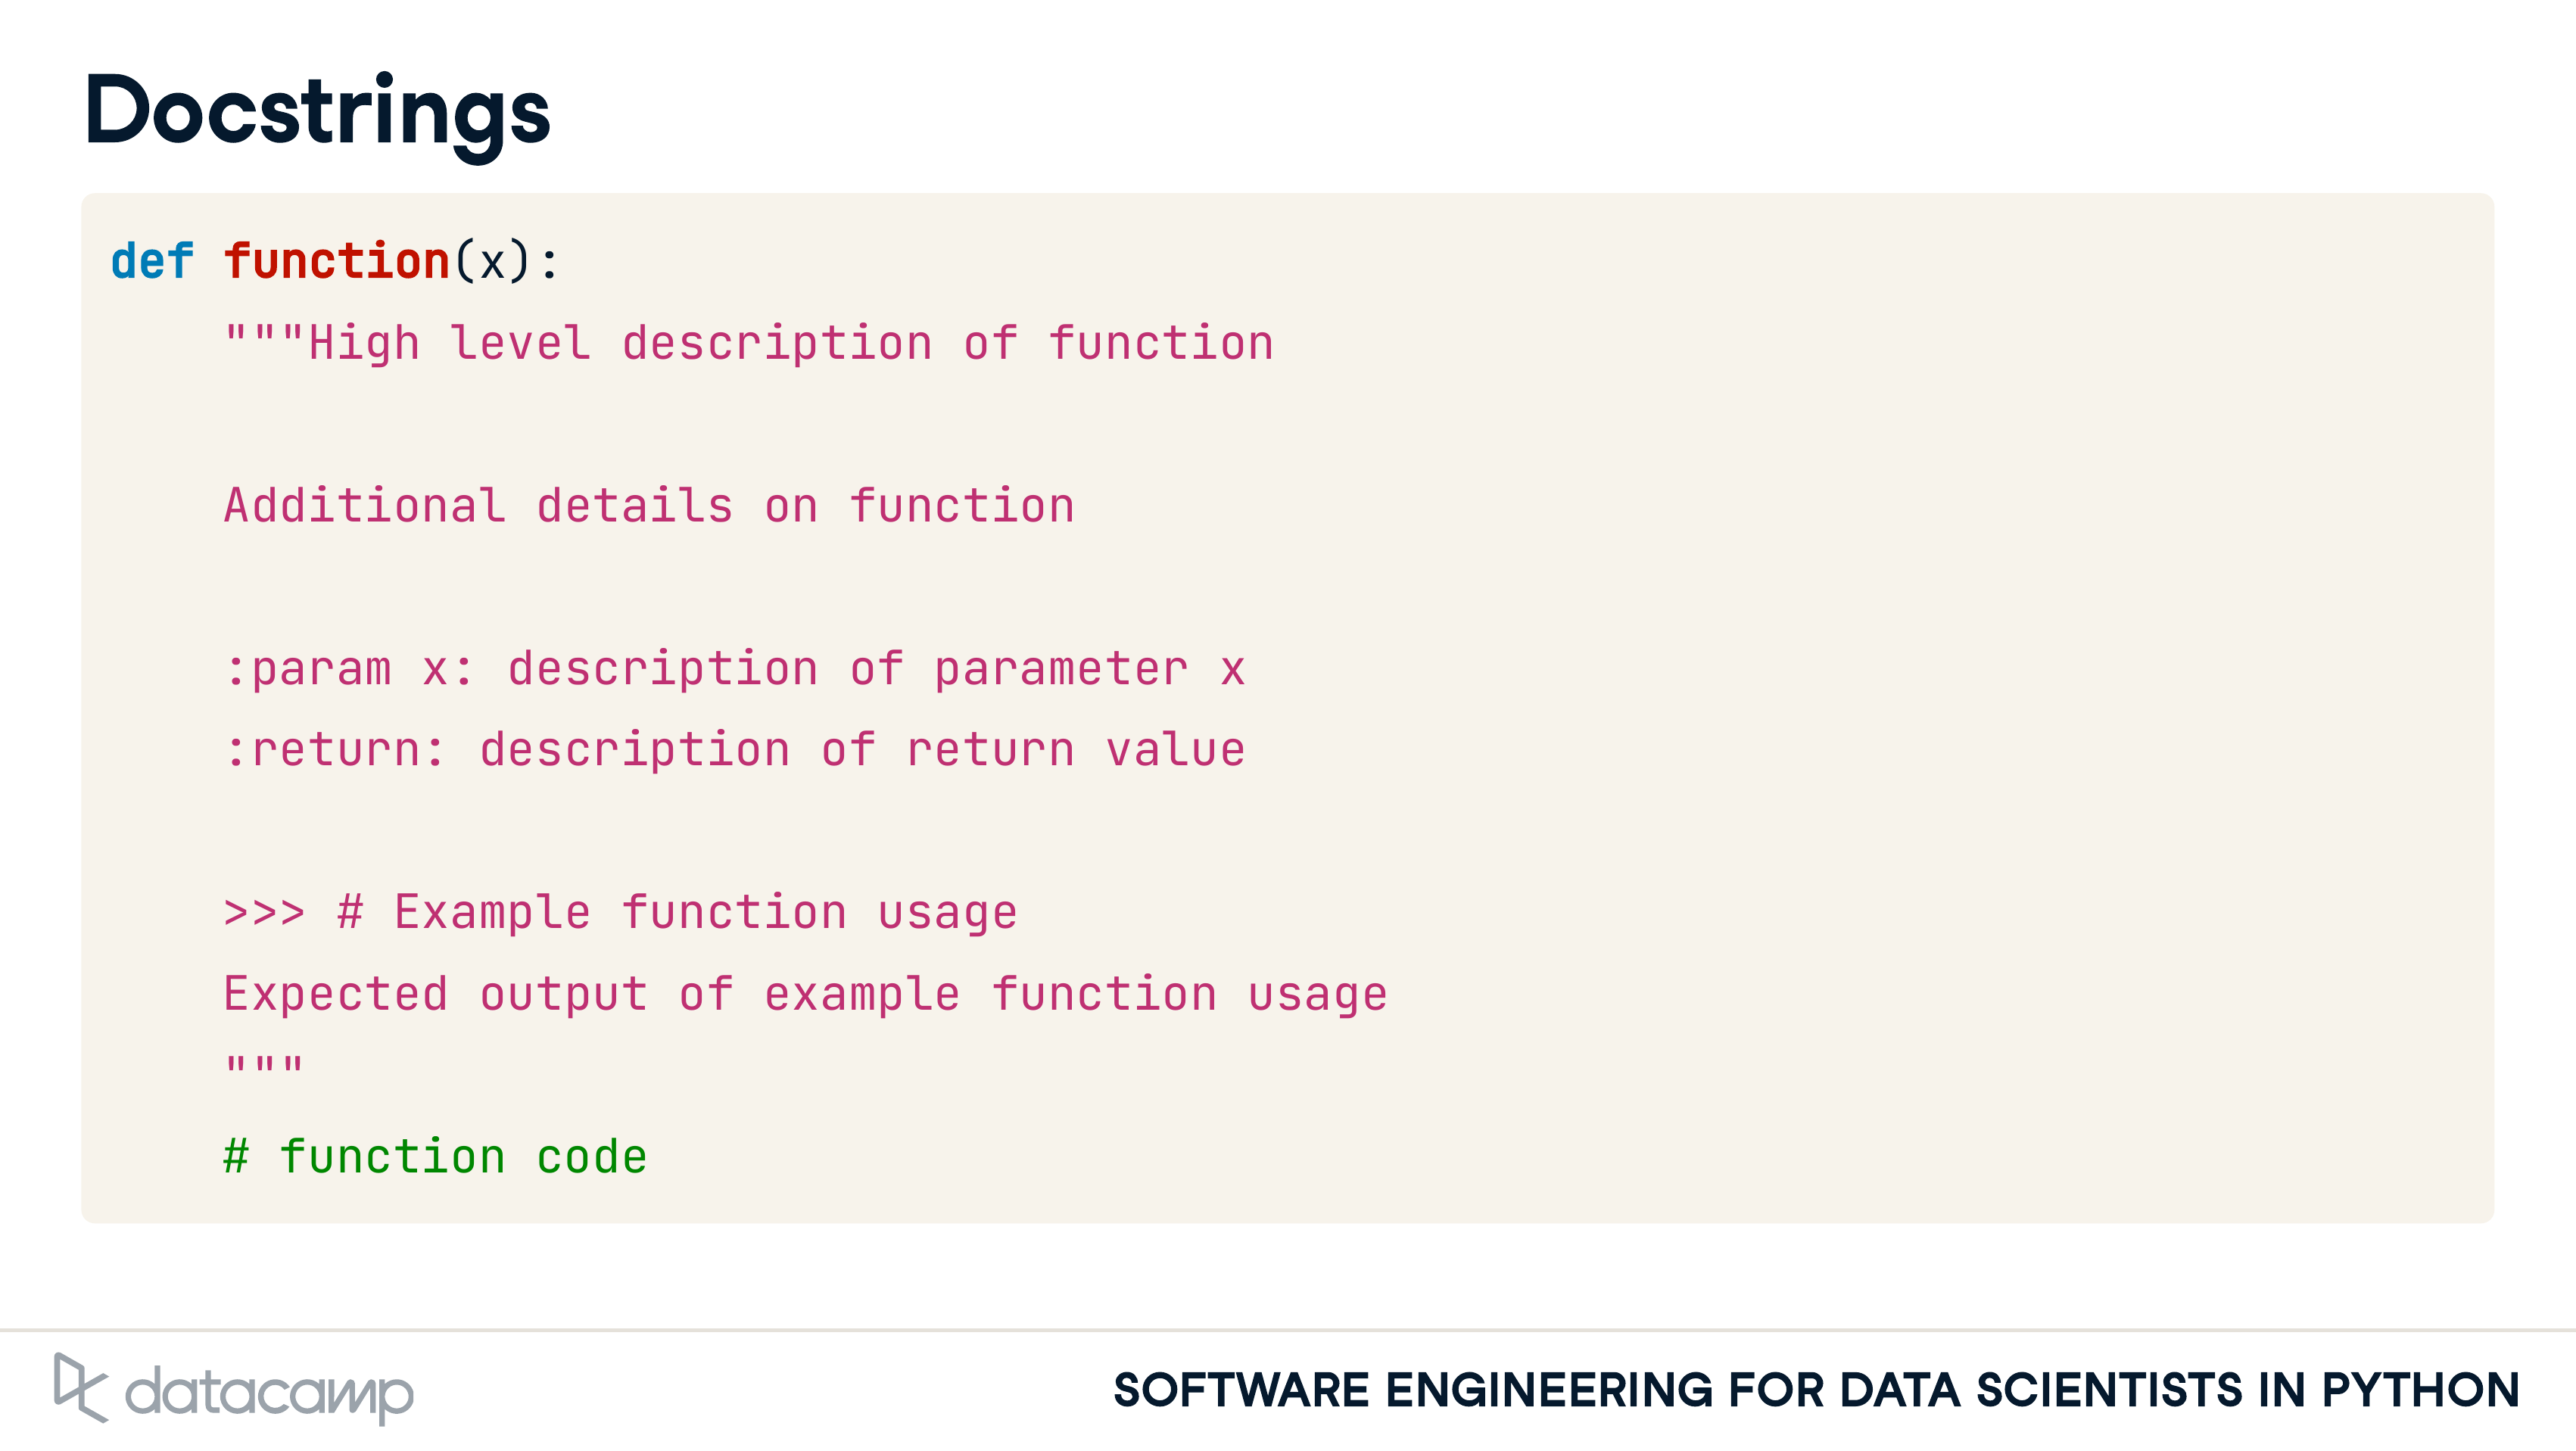 Docstrings
def function(x):
    """High level description of function
    Additional details on function
    :param x: description of parameter x
    :return: description of return value
    >>> # Example function usage
    Expected output of example function usage
    """
    # function code
datacamp
SOFTWARE ENGINEERING FOR DATA SCIENTISTS IN PYTHON